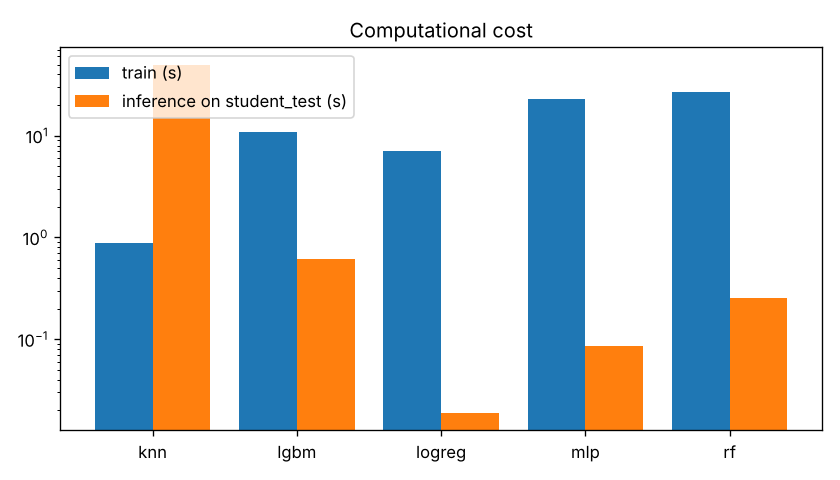 Computational cost
train (s)
inference on student_test (s)
10¹
10⁰
10⁻¹
knn
lgbm
logreg
mlp
rf